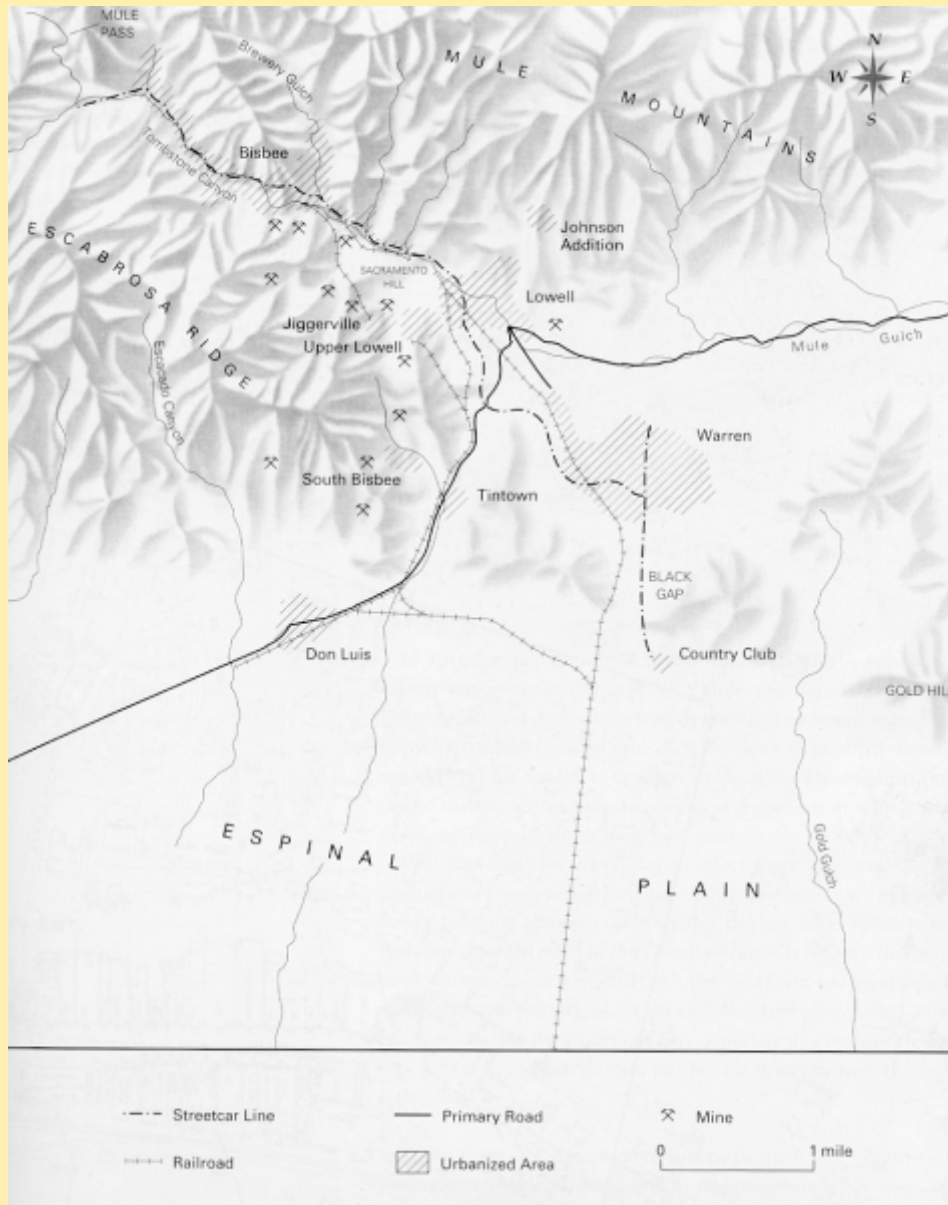 MULE
PASS
Brewery Gulch
MULE
MOUNTAINS
N
W E
S
Tombstone Canyon
Bisbee
ESCABROSA RIDGE
Johnson
Addition
SACRAMENTO
HILL
Lowell
Jiggerville
Upper Lowell
Mule Gulch
Escadado Canyon
Warren
South Bisbee
Tintown
BLACK
GAP
Don Luis
Country Club
GOLD HIL
ESPINAL
PLAIN
Gold Gulch
Streetcar Line
Primary Road
Mine
Railroad
Urbanized Area
0 1 mile